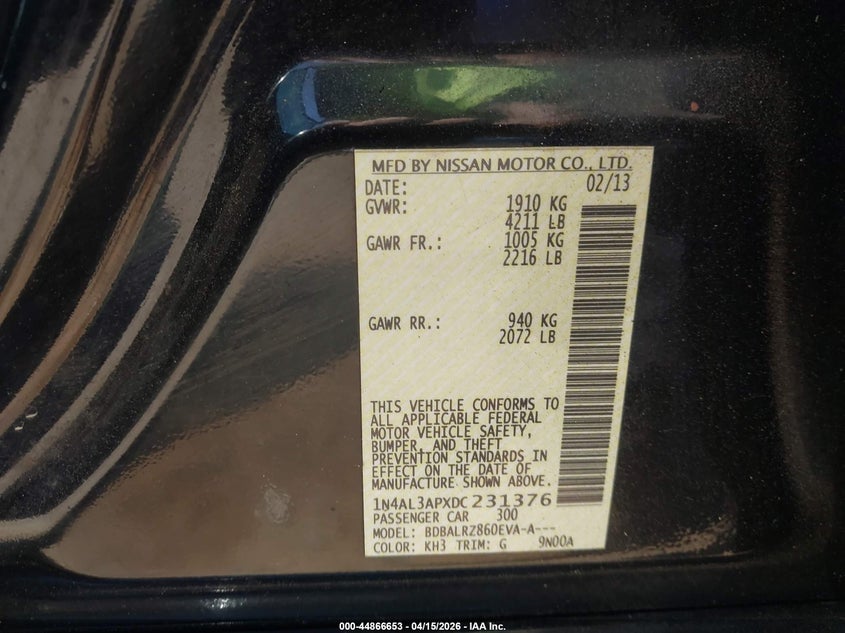 MFD BY NISSAN MOTOR CO., LTD.
DATE: 02/13
GVWR: 1910 KG
4211 LB
GAWR FR.: 1005 KG
2216 LB
GAWR RR.: 940 KG
2072 LB
THIS VEHICLE CONFORMS TO
ALL APPLICABLE FEDERAL
MOTOR VEHICLE SAFETY,
BUMPER, AND THEFT
PREVENTION STANDARDS IN
EFFECT ON THE DATE OF
MANUFACTURE SHOWN ABOVE.
1N4AL3APXDC231376
PASSENGER CAR 300
MODEL: BDBALRZ860EVA-A---
COLOR: KH3 TRIM: G 9N00A
000-44866653 - 04/15/2026 - IAA Inc.